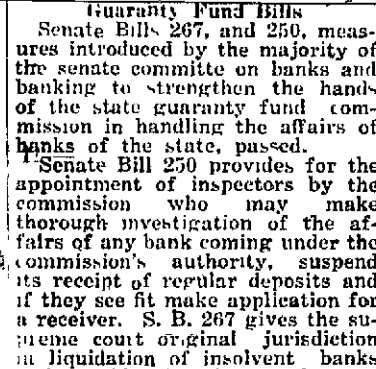 Guaranty Fund Bills
Senate Bills 267, and 250, meas-
ures introduced by the majority of
the senate committe on banks and
banking to strengthen the hands
of the state guaranty fund com-
mission in handling the affairs of
banks of the state, passed.
Senate Bill 250 provides for the
appointment of inspectors by the
commission who may make
thorough investigation of the af-
fairs of any bank coming under the
commission's authority, suspend
its receipt of regular deposits and
if they see fit make application for
a receiver. S. B. 267 gives the su-
preme court original jurisdiction
in liquidation of insolvent banks